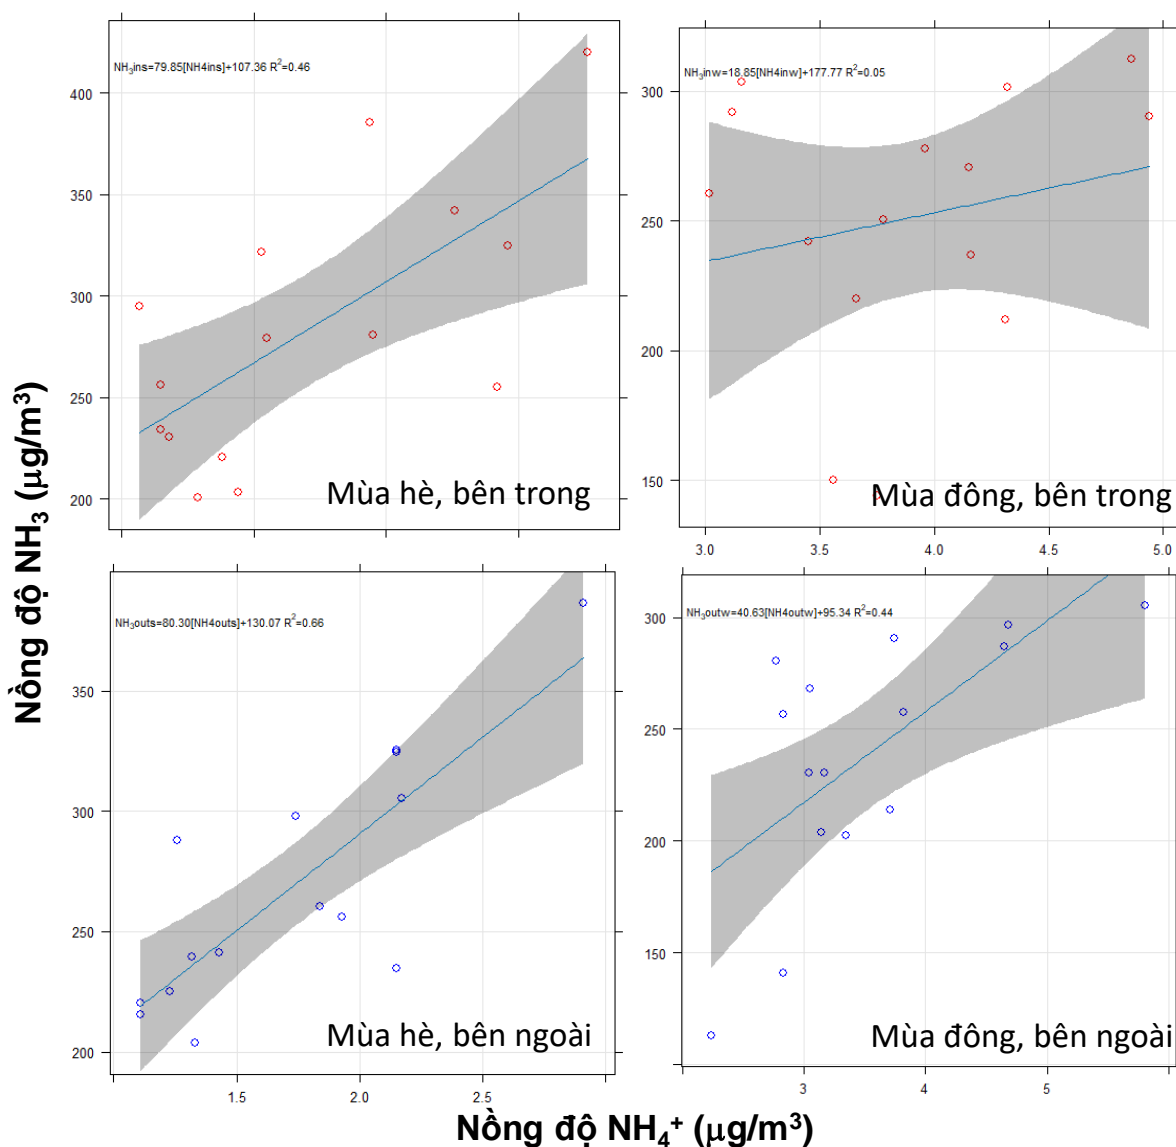 NH₃ins=79.85[NH4ins]+107.36 R²=0.46
400
350
300
250
200
Mùa hè, bên trong
NH₃inw=18.85[NH4inw]+177.77 R²=0.05
300
250
200
150
Mùa đông, bên trong
3.0 3.5 4.0 4.5 5.0
Nồng độ NH₃ (μg/m³)
NH₃outs=80.30[NH4outs]+130.07 R²=0.66
350
300
250
200
Mùa hè, bên ngoài
1.5 2.0 2.5
NH₃outw=40.63[NH4outw]+95.34 R²=0.44
300
250
200
150
Mùa đông, bên ngoài
3 4 5
Nồng độ NH₄⁺ (μg/m³)